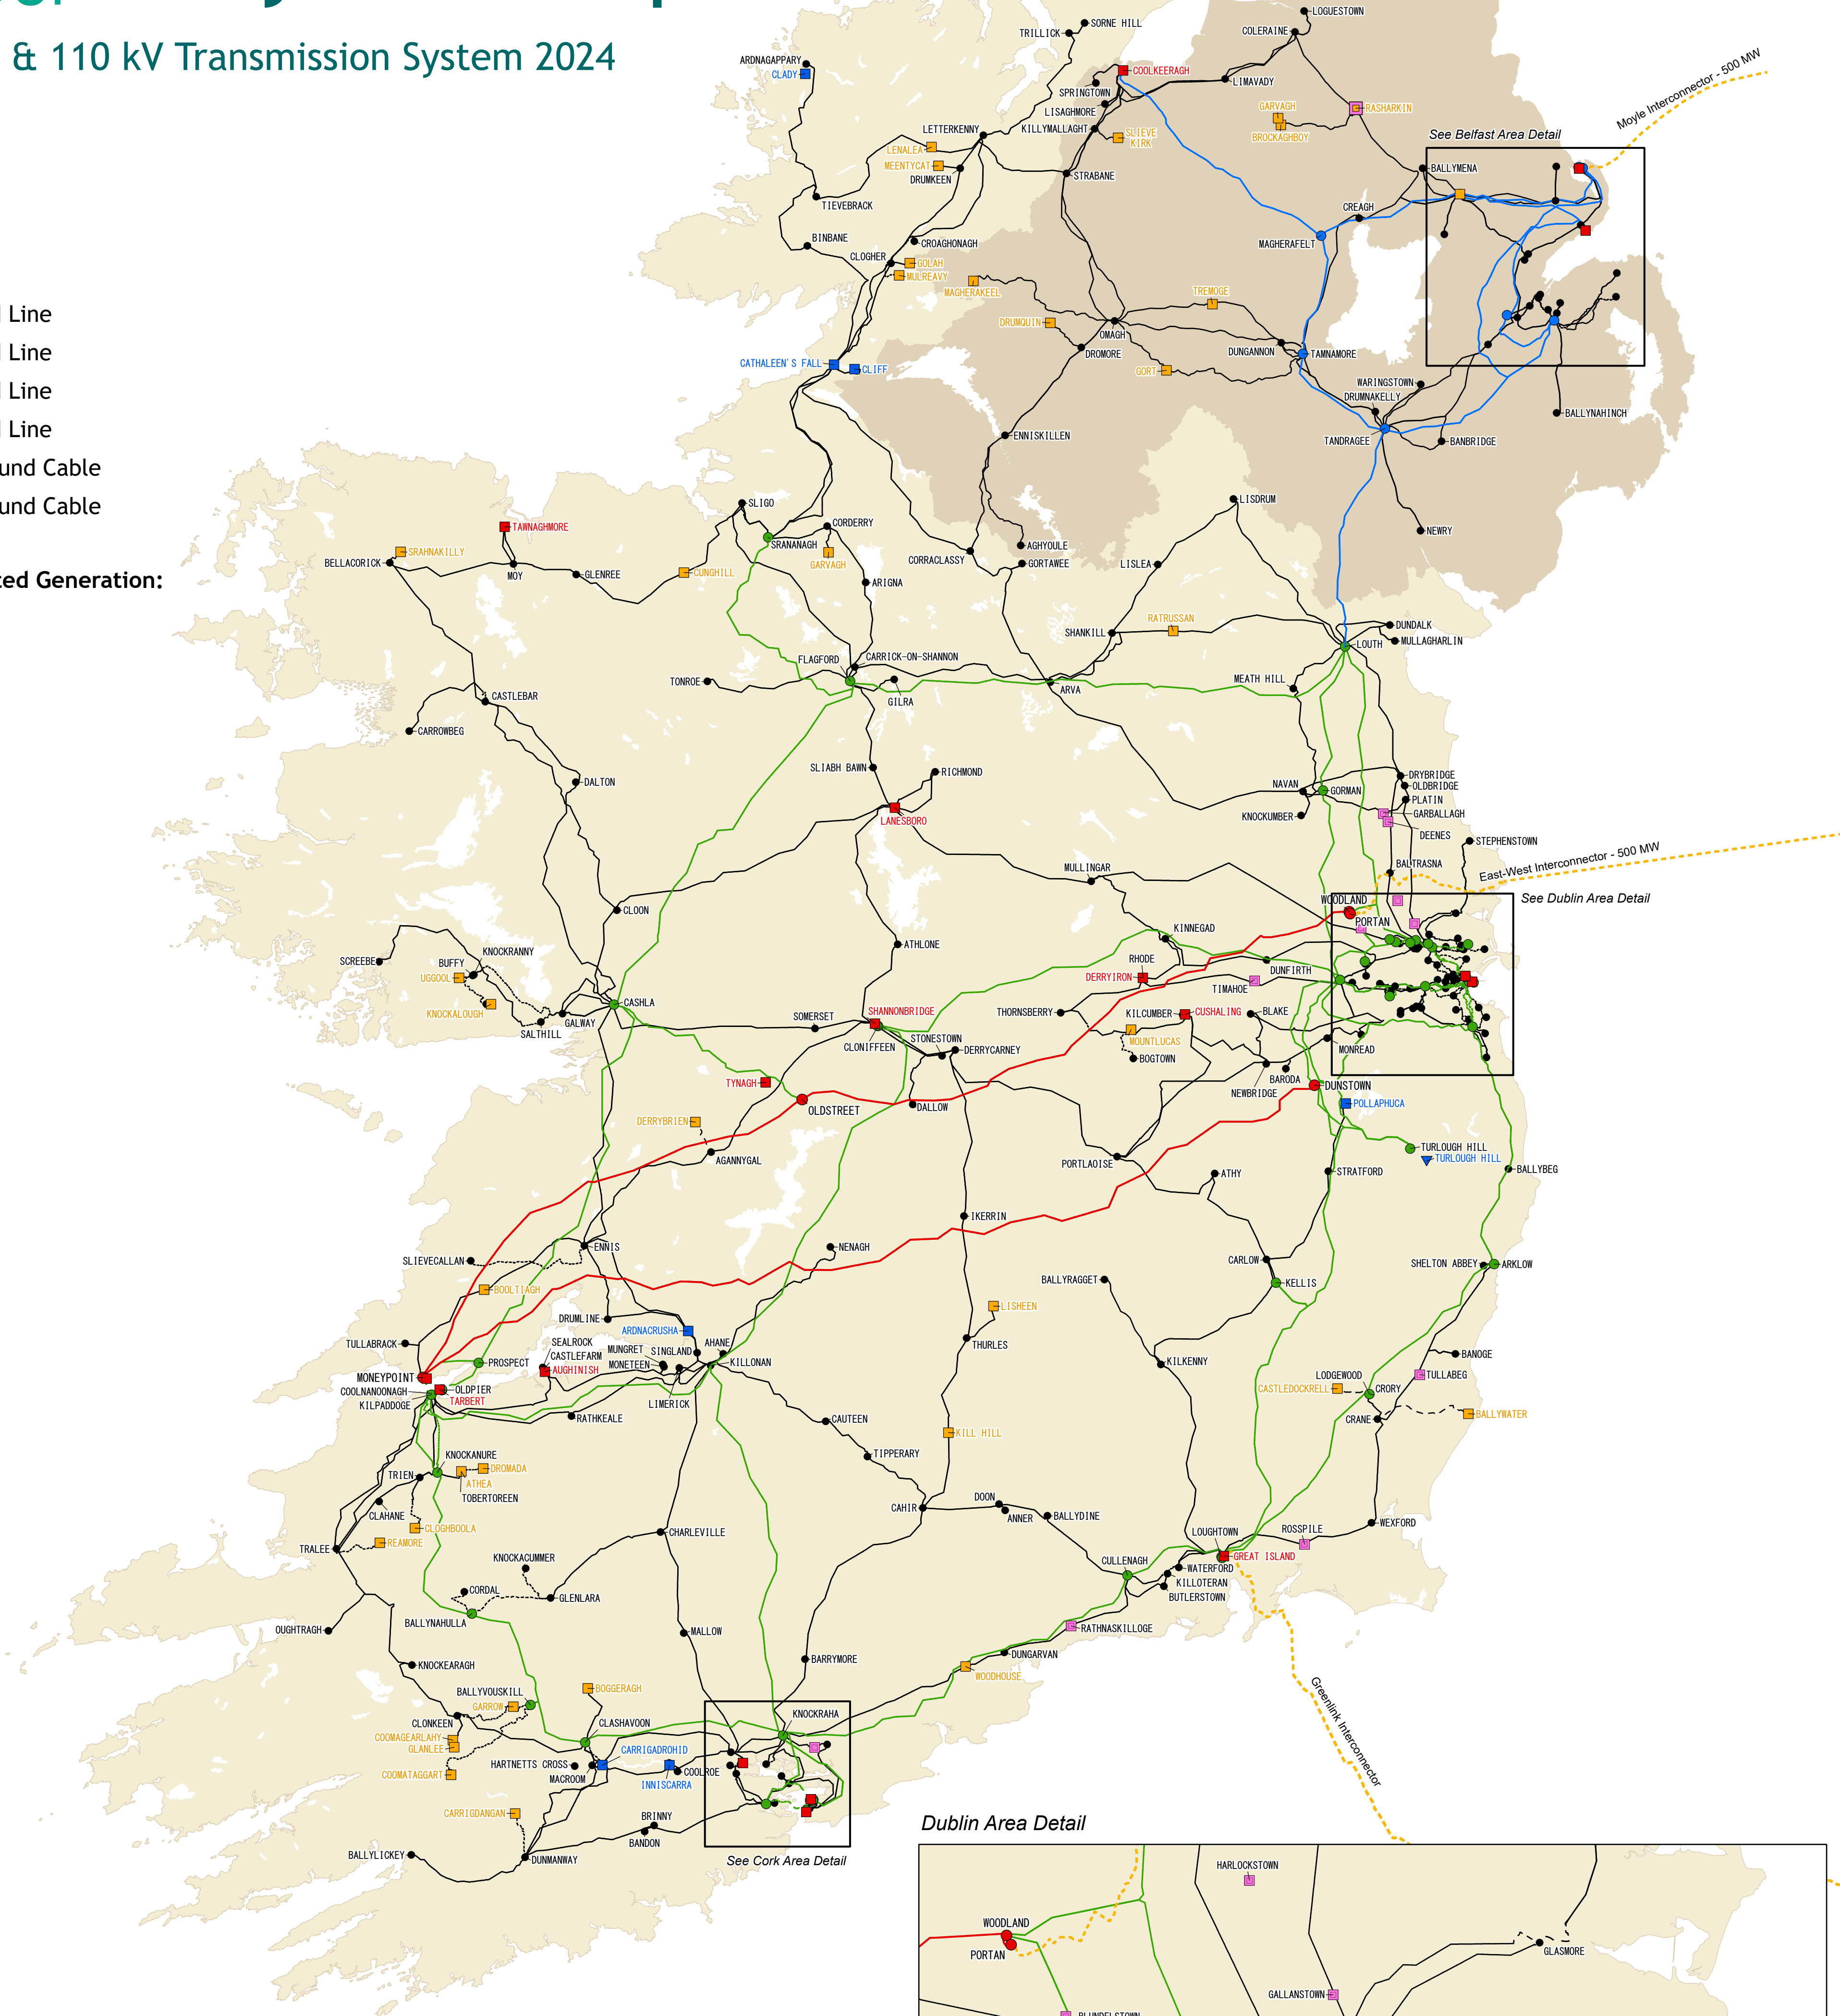 & 110 kV Transmission System 2024
Line
Line
Line
Line
und Cable
und Cable
ted Generation:
LOGUESTOWN
SORNE HILL
TRILLICK
COLERAINE
ARDNAGAPPARY
CLADY
COOLKEERAGH
Moyle Interconnector - 500 MW
LIMAVADY
SPRINGTOWN
LISAGHMORE
GARVAGH
RASHARKIN
LETTERKENNY
KILLYMALLAGHT
SLIEVE
KIRK
BROCKAGHBOY
See Belfast Area Detail
LENALEA
MEENTYCAT
DRUMKEEN
STRABANE
BALLYMENA
TIEVEBRACK
CREAGH
BINBANE
CROAGHONAGH
MAGHERAFELT
CLOGHER
GOLAH
MULREAVY
MAGHERAKEEL
TREMOGE
DRUMQUIN
OMAGH
DROMORE
DUNGANNON
TAMNAMORE
CATHALEEN'S FALL
CLIFF
GORT
WARINGSTOWN
DRUMNAKELLY
BALLYNAHINCH
ENNISKILLEN
TANDRAGEE
BANBRIDGE
SLIGO
LISDRUM
TAWNAGHMORE
CORDERRY
NEWRY
SRANANAGH
AGHYOULE
SRAHNAKILLY
BELLACORICK
GARVAGH
CORRACLASSY
GORTAWEE
LISLEA
MOY
GLENREE
CUNGHILL
ARIGNA
RATRUSSAN
SHANKILL
DUNDALK
MULLAGHARLIN
LOUTH
FLAGFORD
CARRICK-ON-SHANNON
TONROE
MEATH HILL
ARVA
CASTLEBAR
GILRA
CARROWBEG
SLIABH BAWN
RICHMOND
DRYBRIDGE
DALTON
NAVAN
GORMAN
OLDBRIDGE
PLATIN
LANESBORO
KNOCKUMBER
GARBALLAGH
DEENES
STEPHENSTOWN
East-West Interconnector - 500 MW
MULLINGAR
BALTRASNA
See Dublin Area Detail
WOODLAND
CLOON
PORTAN
KINNEGAD
ATHLONE
KNOCKRANNY
SCREEBE
BUFFY
RHODE
UGGOOL
DERRYIRON
DUNFIRTH
TIMAHOE
CASHLA
KNOCKALOUGH
SHANNONBRIDGE
THORNSBERRY
KILCUMBER
CUSHALING
BLAKE
SOMERSET
GALWAY
SALTHILL
STONESTOWN
CLONIFFEEN
DERRYCARNEY
MOUNTLUCAS
BOGTOWN
MONREAD
BARODA
NEWBRIDGE
DUNSTOWN
TYNAGH
OLDSTREET
DALLOW
POLLAPHUCA
DERRYBRIEN
AGANNYGAL
TURLOUGH HILL
TURLOUGH HILL
PORTLAOISE
ATHY
STRATFORD
BALLYBEG
IKERRIN
ENNIS
NENAGH
SLIEVECALLAN
CARLOW
SHELTON ABBEY
ARKLOW
BALLYRAGGET
KELLIS
BOOLTIAGH
LISHEEN
DRUMLINE
ARDNACRUSHA
TULLABRACK
SEALROCK
AHANE
THURLES
MUNGRET
SINGLAND
CASTLEFARM
BANOGE
PROSPECT
MONETEEN
KILLONAN
KILKENNY
AUGHINISH
MONEYPOINT
LODGEWOOD
TULLABEG
COOLNANOONAGH
OLDPIER
CASTLEDOCKRELL
CRORY
TARBERT
KILPADDOGE
LIMERICK
RATHKEALE
CAUTEEN
CRANE
BALLYWATER
KILL HILL
KNOCKANURE
TIPPERARY
DROMADA
TRIEN
ATHEA
TOBERTOREEN
DOON
CAHIR
ANNER
BALLYDINE
CLAHANE
CLOGHBOOLA
CHARLEVILLE
WEXFORD
LOUGHTOWN
ROSSPILE
REAMORE
TRALEE
GREAT ISLAND
KNOCKACUMMER
CULLENAGH
WATERFORD
KILLOTERAN
CORDAL
GLENLARA
BUTLERSTOWN
BALLYNAHULLA
OUGHTRAGH
MALLOW
RATHNASKILLOGE
DUNGARVAN
KNOCKEARAGH
BARRYMORE
WOODHOUSE
BALLYVOUSKILL
BOGGERAGH
GARROW
CLONKEEN
CLASHAVOON
KNOCKRAHA
Greenlink Interconnector
COOMAGEARLAHY
GLANLEE
CARRIGADROHID
HARTNETTS CROSS
COOMATAGGART
MACROOM
COOLROE
INNISCARRA
CARRIGDANGAN
BRINNY
BANDON
Dublin Area Detail
BALLYLICKEY
DUNMANWAY
See Cork Area Detail
HARLOCKSTOWN
WOODLAND
PORTAN
GLASMORE
GALLANSTOWN